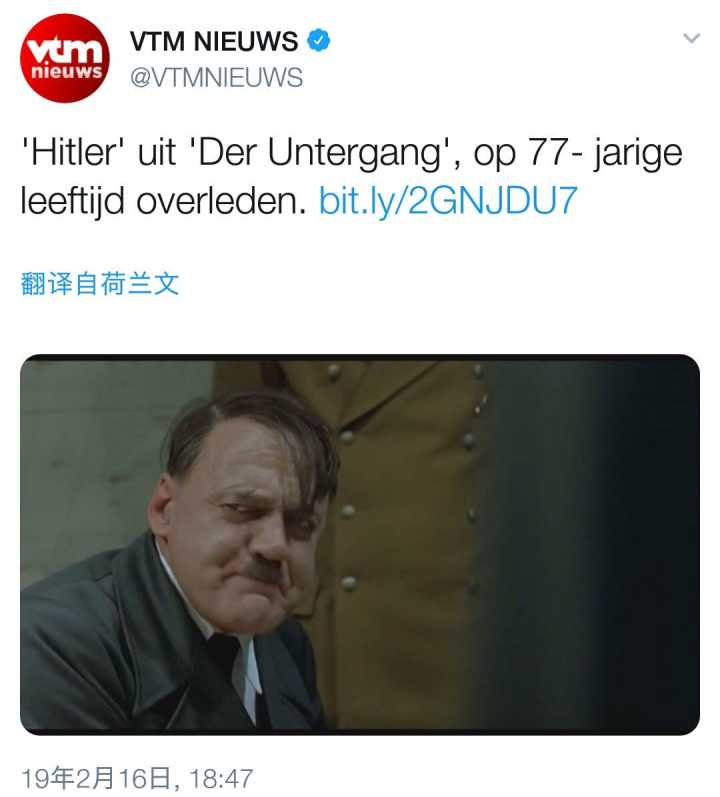 vtm
nieuws
VTM NIEUWS
@VTMNIEUWS
'Hitler' uit 'Der Untergang', op 77- jarige
leeftijd overleden. bit.ly/2GNJDU7
翻译自荷兰文
19年2月16日, 18:47